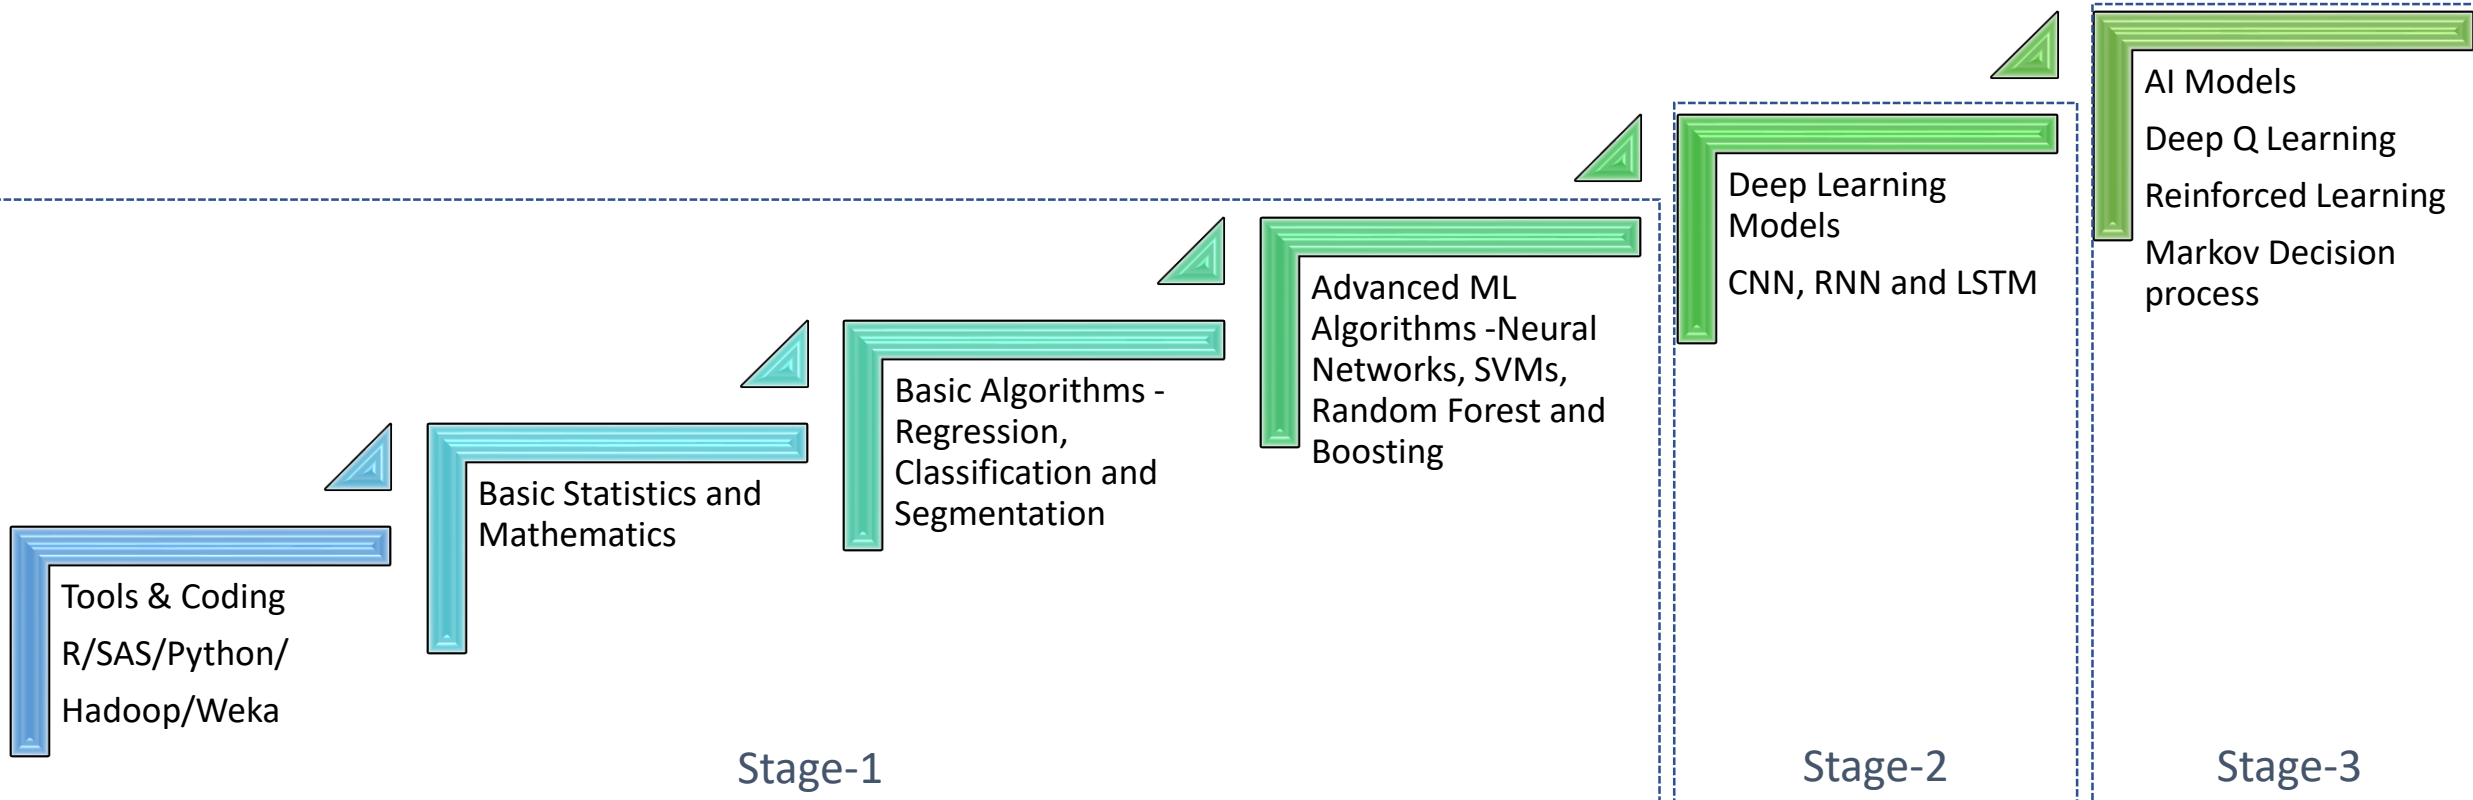 Tools & Coding
R/SAS/Python/
Hadoop/Weka
Basic Statistics and
Mathematics
Basic Algorithms -
Regression,
Classification and
Segmentation
Advanced ML
Algorithms -Neural
Networks, SVMs,
Random Forest and
Boosting
Stage-1
Deep Learning
Models
CNN, RNN and LSTM
Stage-2
AI Models
Deep Q Learning
Reinforced Learning
Markov Decision
process
Stage-3